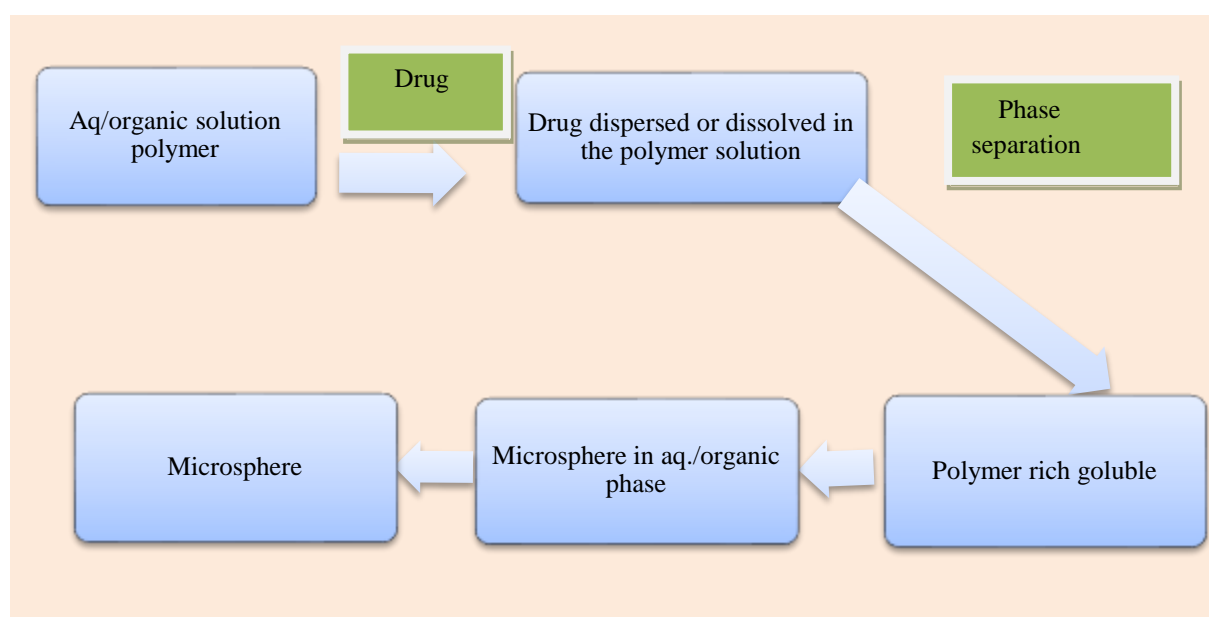 Aq/organic solution
polymer
Drug
Drug dispersed or dissolved in
the polymer solution
Phase
separation
Polymer rich goluble
Microsphere in aq./organic
phase
Microsphere